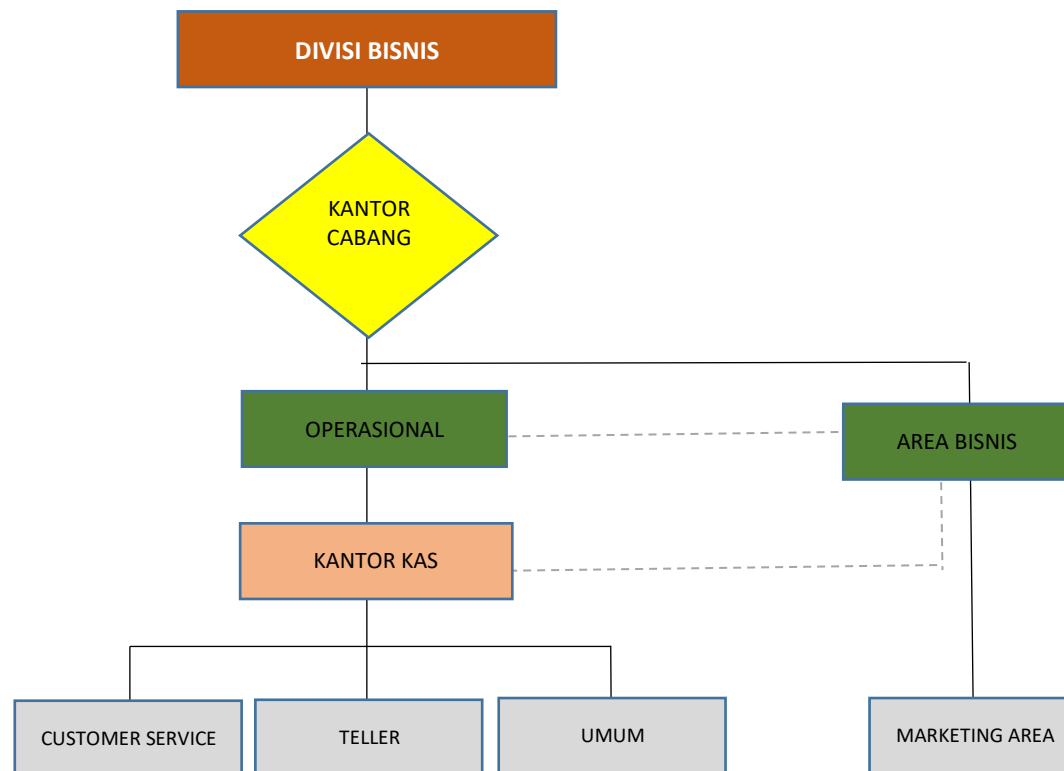 DIVISI BISNIS
KANTOR
CABANG
OPERASIONAL
AREA BISNIS
KANTOR KAS
CUSTOMER SERVICE
TELLER
UMUM
MARKETING AREA